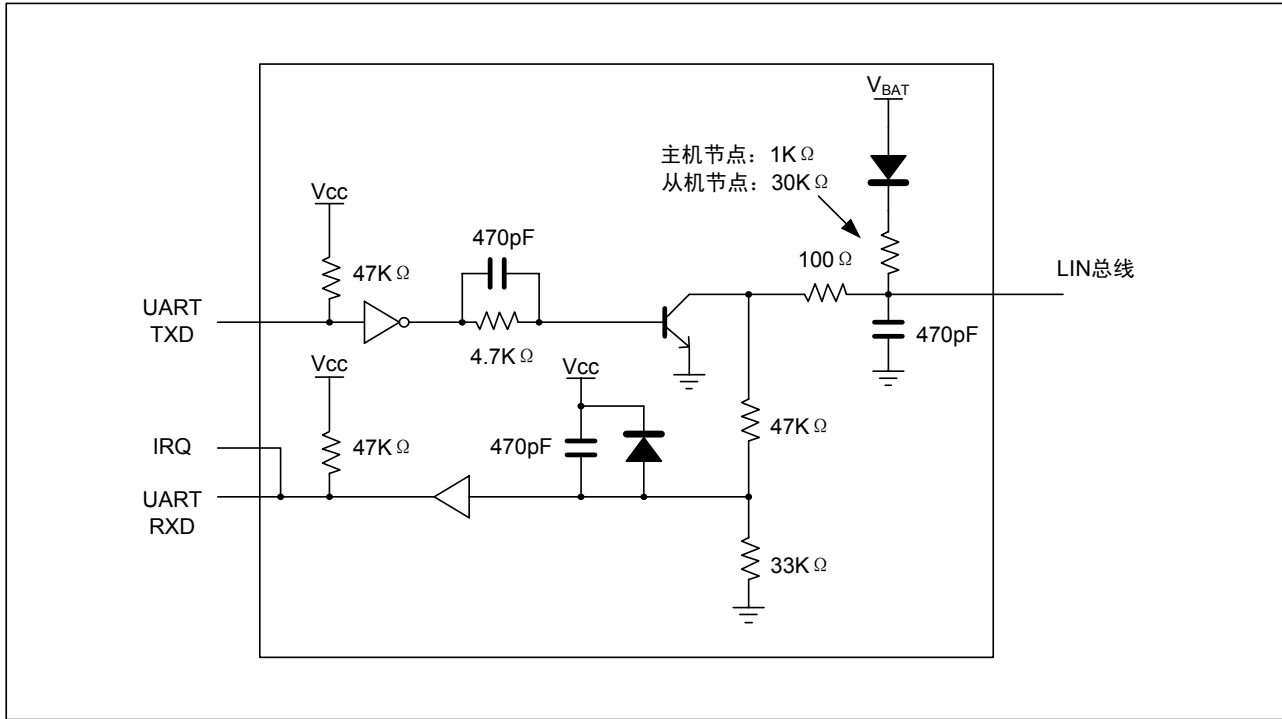 V_BAT
主机节点：1KΩ
从机节点：30KΩ
Vcc
470pF
47KΩ
100Ω
LIN总线
UART
TXD
4.7KΩ
470pF
Vcc
Vcc
47KΩ
IRQ
47KΩ
470pF
UART
RXD
33KΩ